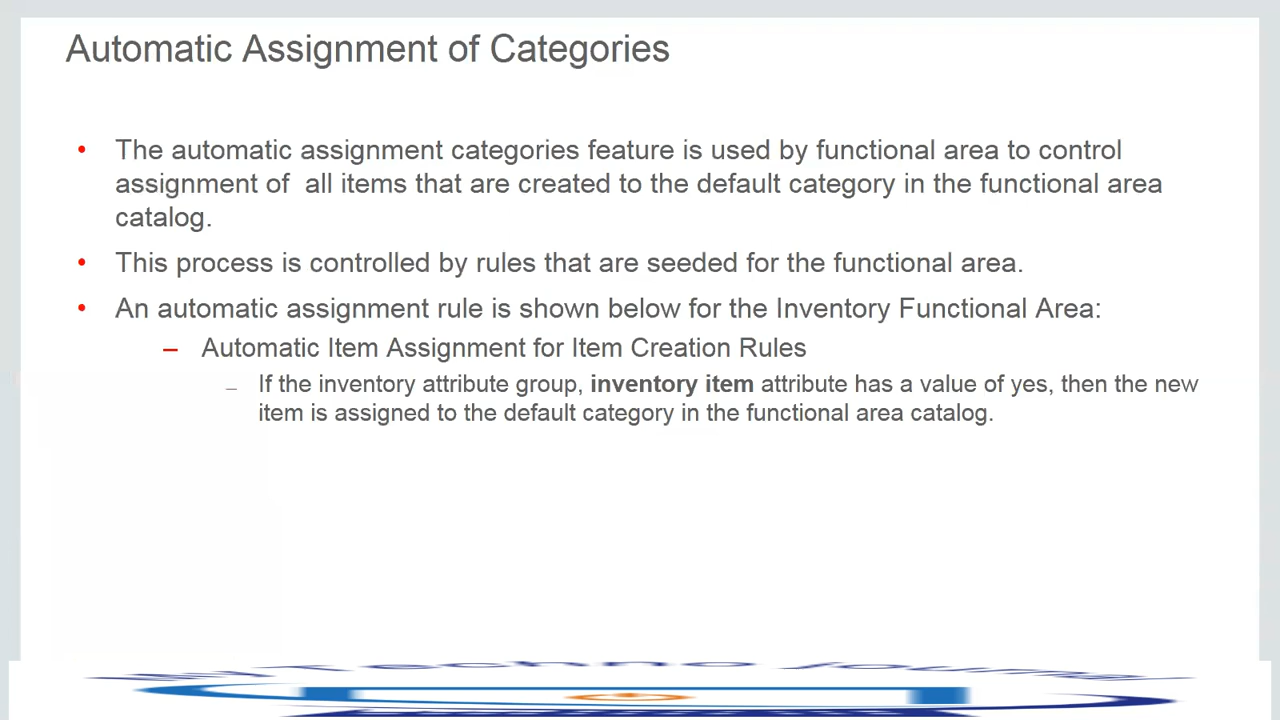 Automatic Assignment of Categories
• The automatic assignment categories feature is used by functional area to control
assignment of all items that are created to the default category in the functional area
catalog.
• This process is controlled by rules that are seeded for the functional area.
• An automatic assignment rule is shown below for the Inventory Functional Area:
– Automatic Item Assignment for Item Creation Rules
– If the inventory attribute group, inventory item attribute has a value of yes, then the new
item is assigned to the default category in the functional area catalog.